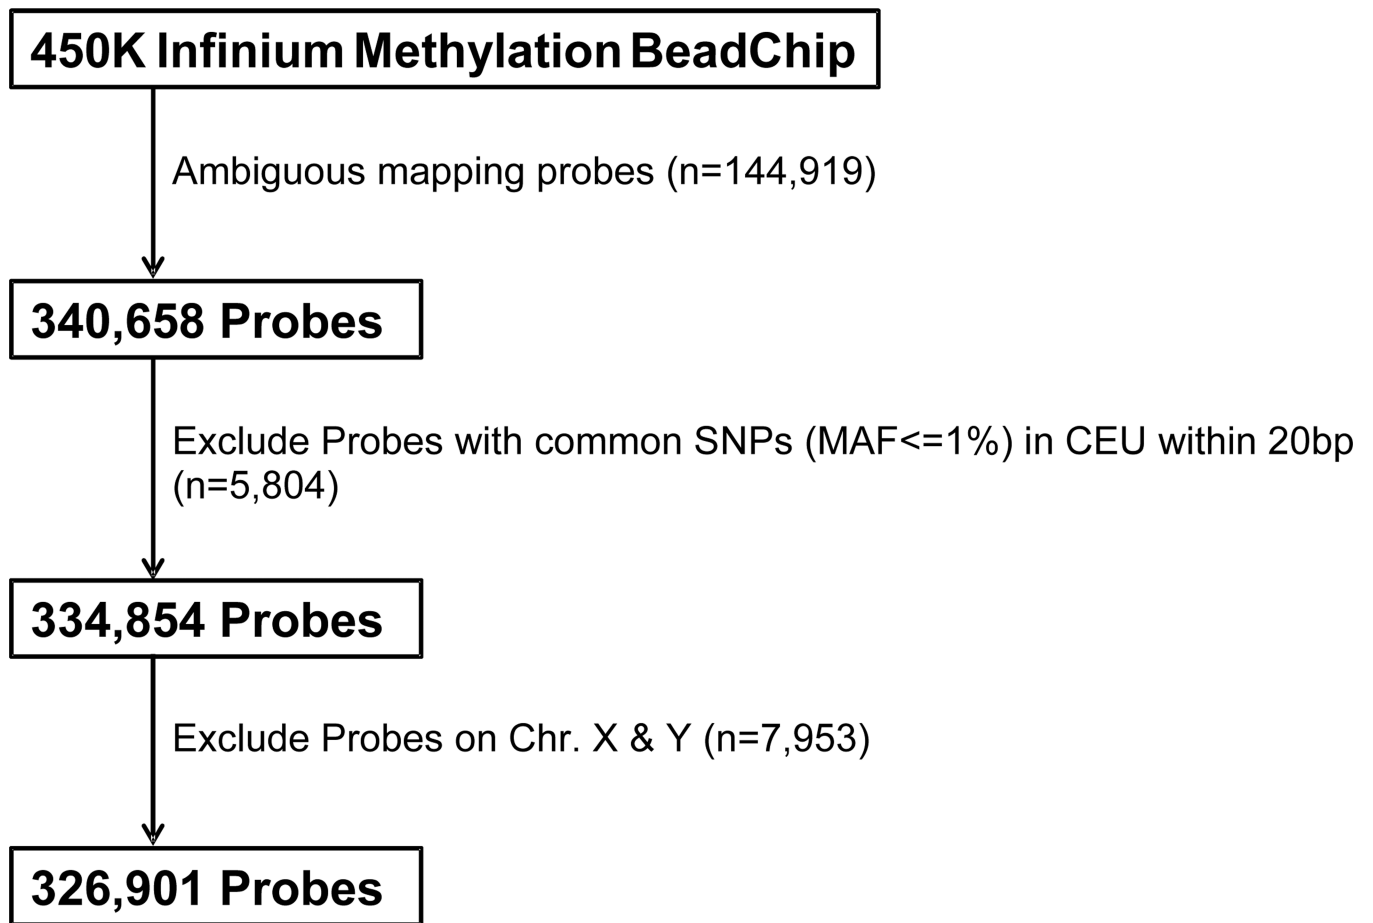 450K Infinium Methylation BeadChip
Ambiguous mapping probes (n=144,919)
340,658 Probes
Exclude Probes with common SNPs (MAF<=1%) in CEU within 20bp
(n=5,804)
334,854 Probes
Exclude Probes on Chr. X & Y (n=7,953)
326,901 Probes